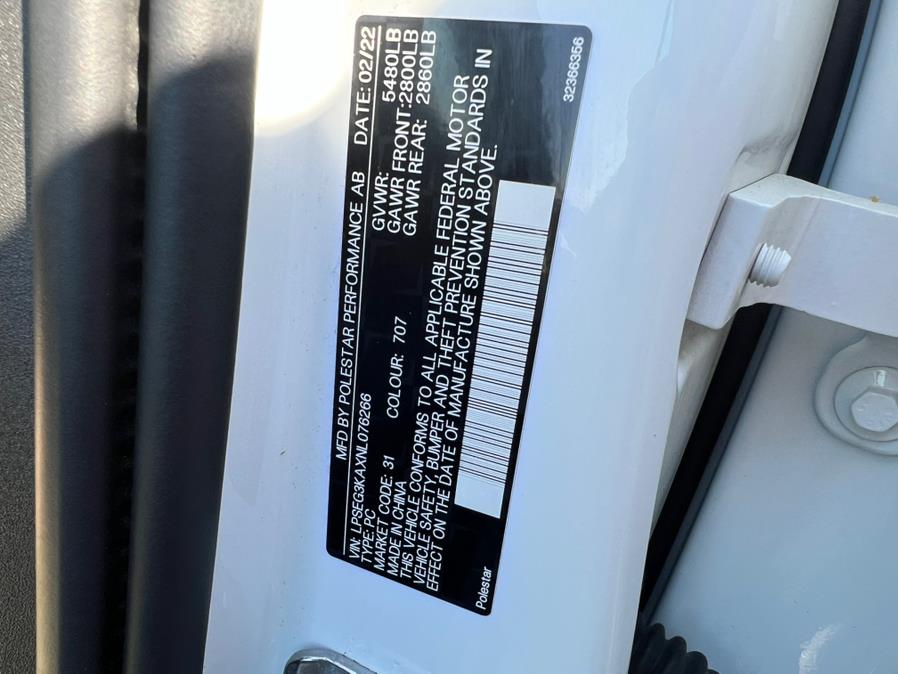 MFD BY POLESTAR PERFORMANCE AB DATE: 02/22
VIN: LPSEG3KAXNL076266
TYPE: PC GVWR: 5480LB
MARKET CODE: 31 COLOUR: 707 GAWR FRONT:2800LB
MADE IN CHINA GAWR REAR: 2860LB
THIS VEHICLE CONFORMS TO ALL APPLICABLE FEDERAL MOTOR
VEHICLE SAFETY, BUMPER AND THEFT PREVENTION STANDARDS IN
EFFECT ON THE DATE OF MANUFACTURE SHOWN ABOVE.
Polestar 32366356